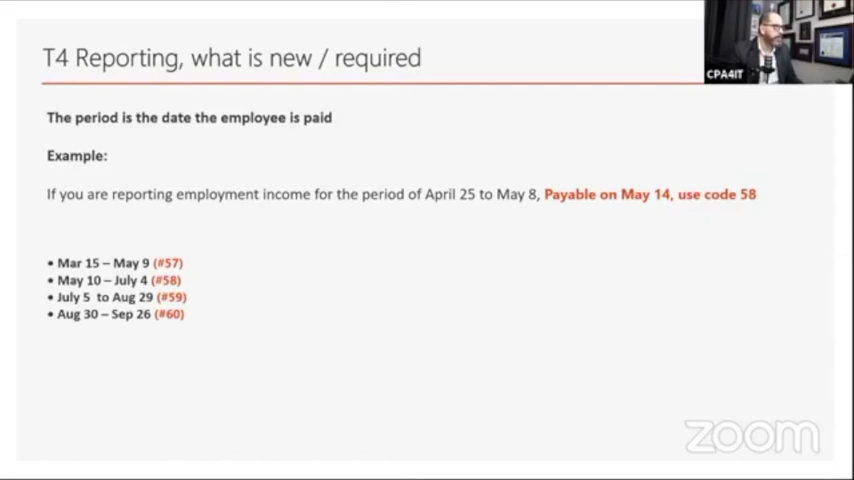 T4 Reporting, what is new / required
CPA4IT
The period is the date the employee is paid
Example:
If you are reporting employment income for the period of April 25 to May 8, Payable on May 14, use code 58
• Mar 15 – May 9 (#57)
• May 10 – July 4 (#58)
• July 5 to Aug 29 (#59)
• Aug 30 – Sep 26 (#60)
zoom